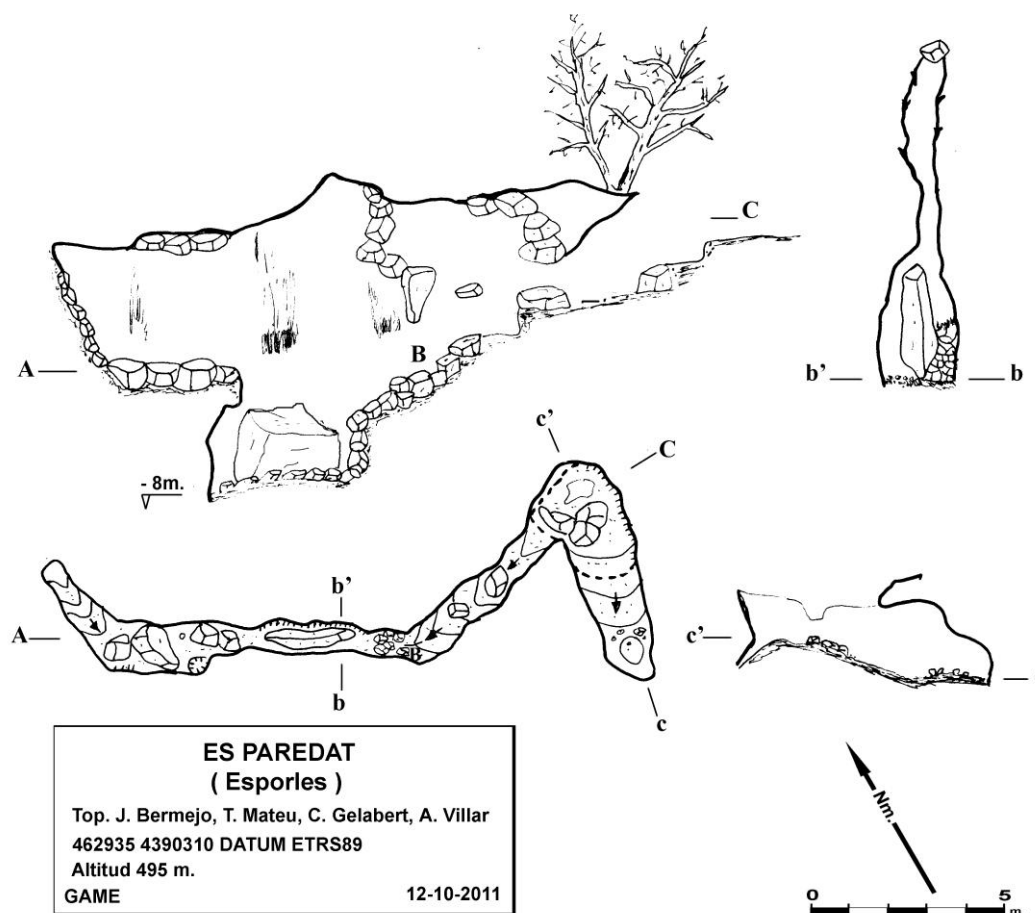 C
A
B
b'
b
- 8m.
c'
C
b'
A
B
b
c
c'
ES PAREDAT
( Esporles )
Top. J. Bermejo, T. Mateu, C. Gelabert, A. Villar
462935 4390310 DATUM ETRS89
Altitud 495 m.
GAME
12-10-2011
Nm.
0 5
m